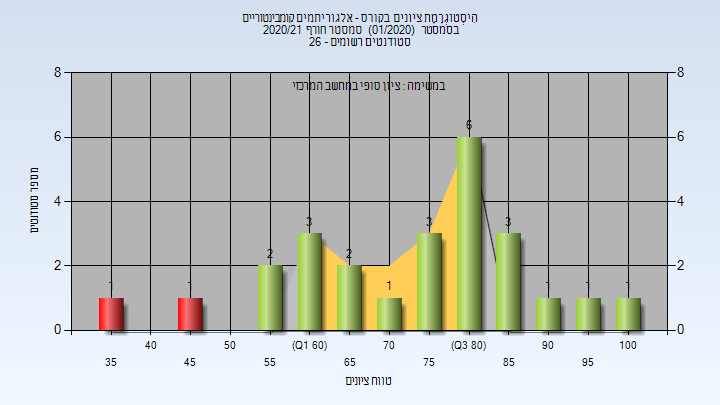 היסטוגרמת ציונים בקורס - אלגוריתמים קומבינטוריים
בסמסטר (01/2020) סמסטר חורף 2020/21
סטודנטים רשומים - 26
במשימה : ציון סופי במחשב המרכזי
מספר סטודנטים
8 8
6 6
4 4
2 2
0 0
1 1 2 3 2 1 3 6 3 1 1 1
40 50 (Q1 60) 70 (Q3 80) 90 100
35 45 55 65 75 85 95
טווח ציונים